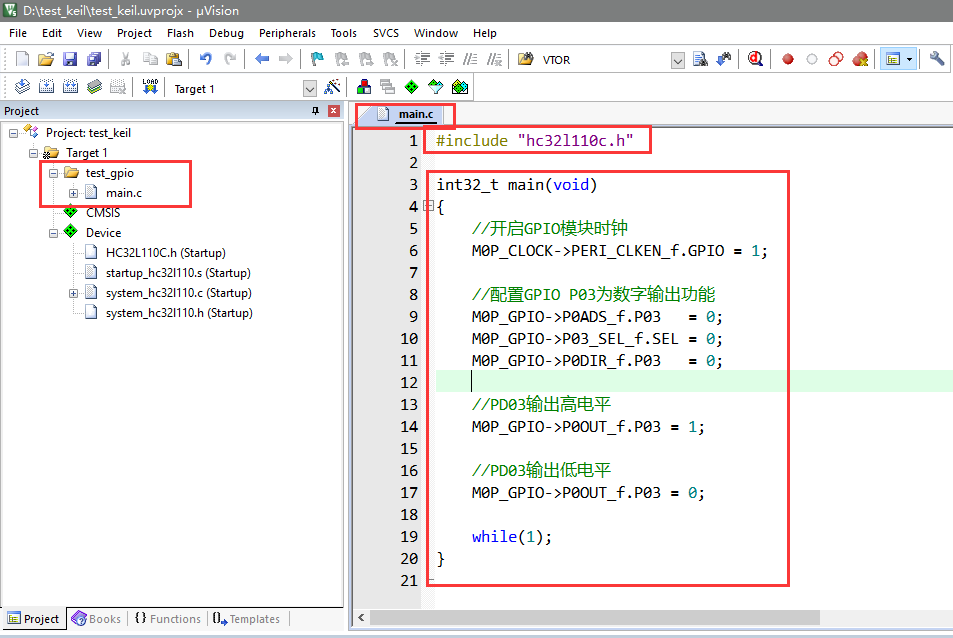 D:\test_keil\test_keil.uvprojx - µVision
File Edit View Project Flash Debug Peripherals Tools SVCS Window Help
VTOR
LOAD
Target 1
Project
Project: test_keil
Target 1
test_gpio
main.c
CMSIS
Device
HC32L110C.h (Startup)
startup_hc32l110.s (Startup)
system_hc32l110.c (Startup)
system_hc32l110.h (Startup)
Project Books {} Functions 0 Templates
main.c
1 #include "hc32l110c.h"
2
3 int32_t main(void)
4 {
5 //开启GPIO模块时钟
6 M0P_CLOCK->PERI_CLKEN_f.GPIO = 1;
7
8 //配置GPIO P03为数字输出功能
9 M0P_GPIO->P0ADS_f.P03 = 0;
10 M0P_GPIO->P03_SEL_f.SEL = 0;
11 M0P_GPIO->P0DIR_f.P03 = 0;
12
13 //PD03输出高电平
14 M0P_GPIO->P0OUT_f.P03 = 1;
15
16 //PD03输出低电平
17 M0P_GPIO->P0OUT_f.P03 = 0;
18
19 while(1);
20 }
21